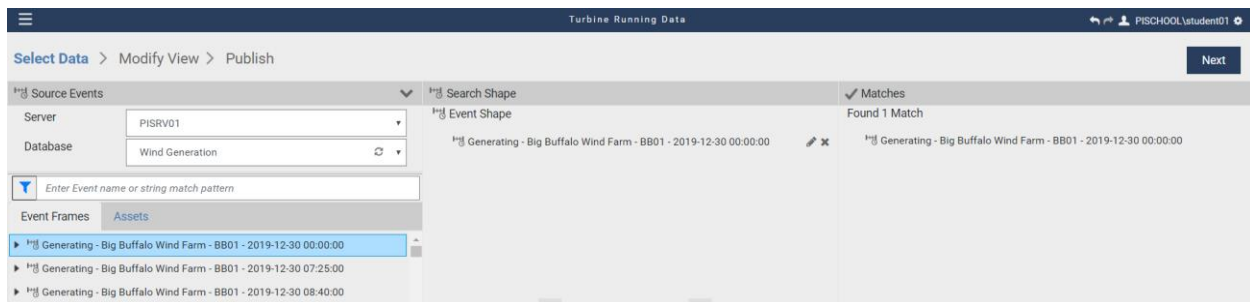 Turbine Running Data
PISCHOOL\student01
Select Data > Modify View > Publish
Next
Source Events
Search Shape
Matches
Server
PISRV01
Event Shape
Found 1 Match
Generating - Big Buffalo Wind Farm - BB01 - 2019-12-30 00:00:00
Generating - Big Buffalo Wind Farm - BB01 - 2019-12-30 00:00:00
Database
Wind Generation
Enter Event name or string match pattern
Event Frames
Assets
Generating - Big Buffalo Wind Farm - BB01 - 2019-12-30 00:00:00
Generating - Big Buffalo Wind Farm - BB01 - 2019-12-30 07:25:00
Generating - Big Buffalo Wind Farm - BB01 - 2019-12-30 08:40:00